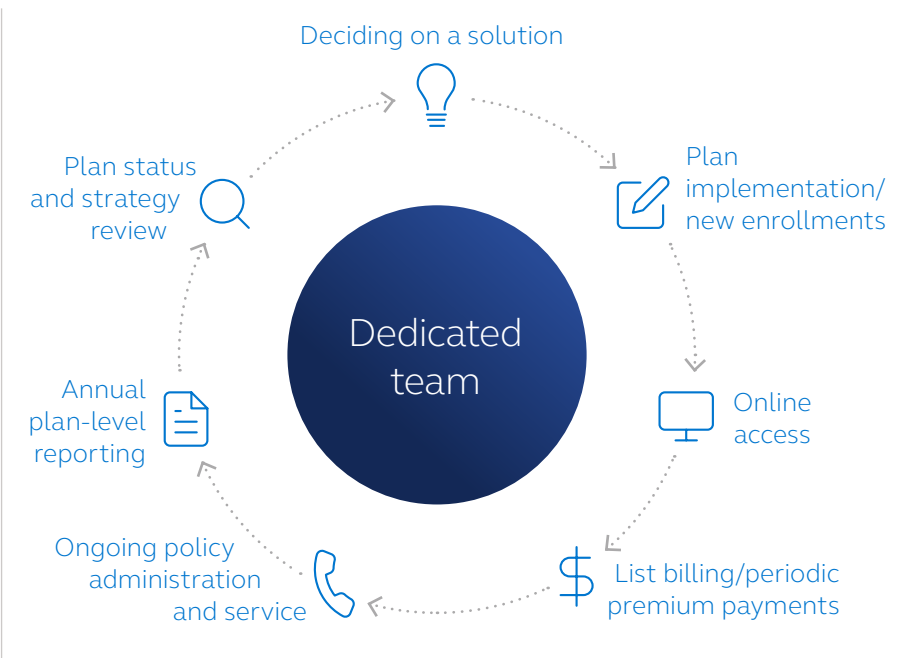 Deciding on a solution
Plan
implementation/
new enrollments
Online
access
List billing/periodic
premium payments
Ongoing policy
administration
and service
Annual
plan-level
reporting
Plan status
and strategy
review
Dedicated
team